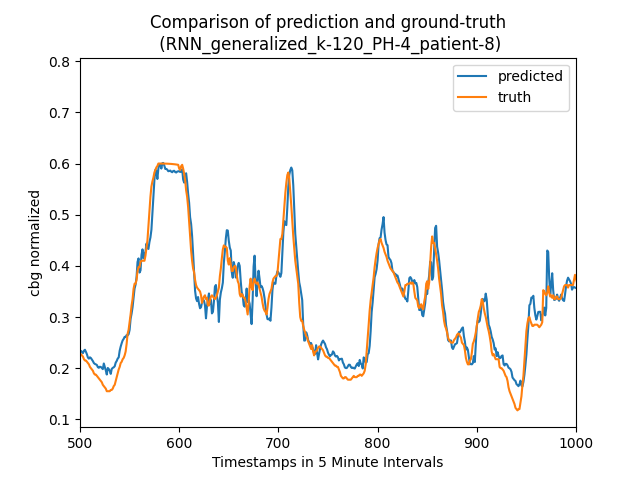 Comparison of prediction and ground-truth
(RNN_generalized_k-120_PH-4_patient-8)
predicted
truth
cbg normalized
0.8
0.7
0.6
0.5
0.4
0.3
0.2
0.1
500 600 700 800 900 1000
Timestamps in 5 Minute Intervals